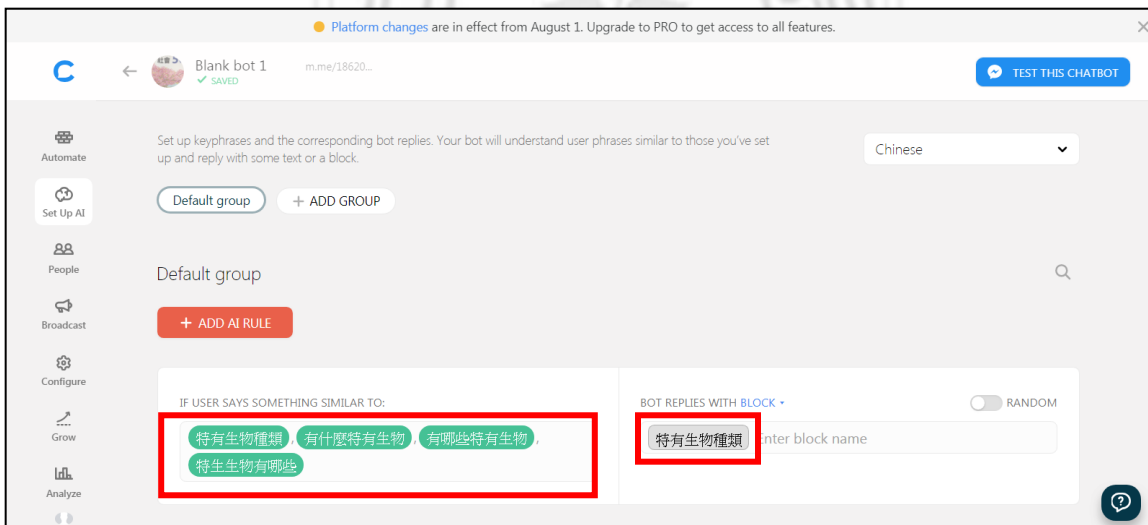 Platform changes are in effect from August 1. Upgrade to PRO to get access to all features.
Blank bot 1
m.me/18620...
SAVED
TEST THIS CHATBOT
Automate
Set Up AI
People
Broadcast
Configure
Grow
Analyze
Set up keyphrases and the corresponding bot replies. Your bot will understand user phrases similar to those you've set
up and reply with some text or a block.
Chinese
Default group
+ ADD GROUP
Default group
+ ADD AI RULE
IF USER SAYS SOMETHING SIMILAR TO:
特有生物種類 , 有什麼特有生物 , 有哪些特有生物 ,
特生生物有哪些
BOT REPLIES WITH BLOCK
RANDOM
特有生物種類 Enter block name